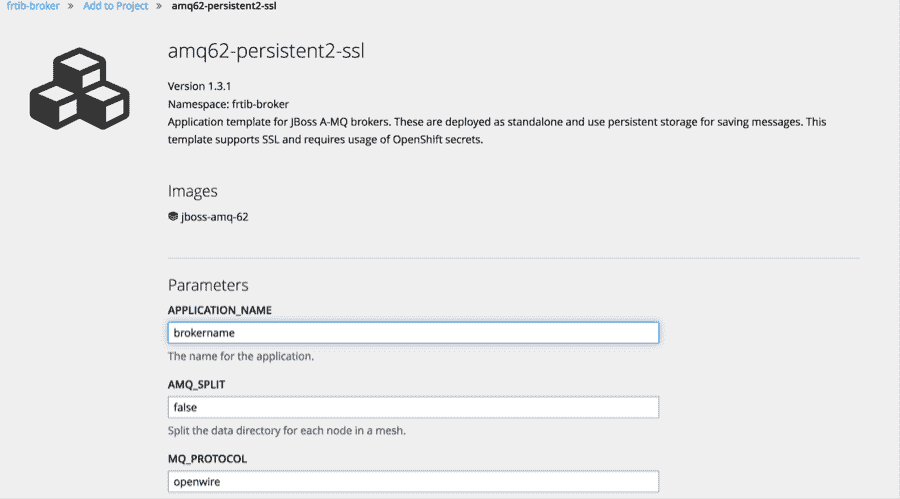 frtib-broker » Add to Project » amq62-persistent2-ssl
amq62-persistent2-ssl
Version 1.3.1
Namespace: frtib-broker
Application template for JBoss A-MQ brokers. These are deployed as standalone and use persistent storage for saving messages. This
template supports SSL and requires usage of OpenShift secrets.
Images
jboss-amq-62
Parameters
APPLICATION_NAME
brokername
The name for the application.
AMQ_SPLIT
false
Split the data directory for each node in a mesh.
MQ_PROTOCOL
openwire